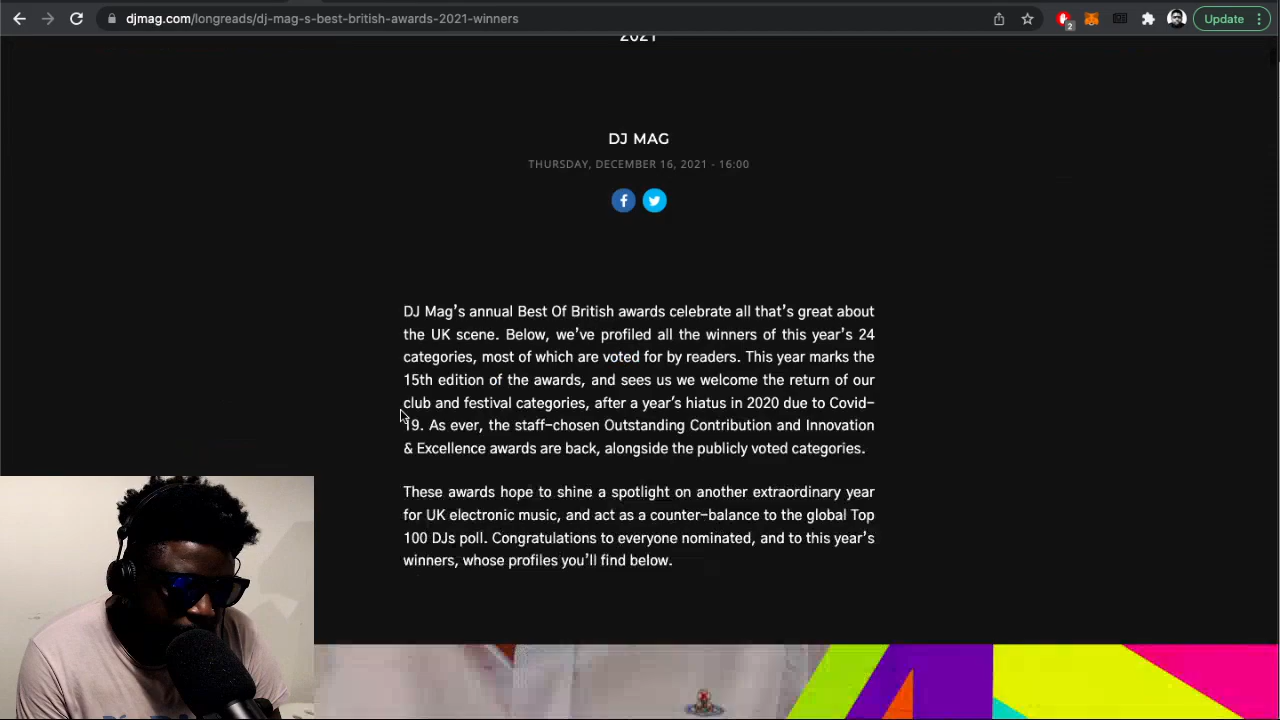 djmag.com/longreads/dj-mag-s-best-british-awards-2021-winners
2
Update
2021
DJ MAG
THURSDAY, DECEMBER 16, 2021 - 16:00
DJ Mag’s annual Best Of British awards celebrate all that’s great about
the UK scene. Below, we’ve profiled all the winners of this year’s 24
categories, most of which are voted for by readers. This year marks the
15th edition of the awards, and sees us we welcome the return of our
club and festival categories, after a year’s hiatus in 2020 due to Covid-
19. As ever, the staff-chosen Outstanding Contribution and Innovation
& Excellence awards are back, alongside the publicly voted categories.
These awards hope to shine a spotlight on another extraordinary year
for UK electronic music, and act as a counter-balance to the global Top
100 DJs poll. Congratulations to everyone nominated, and to this year’s
winners, whose profiles you’ll find below.